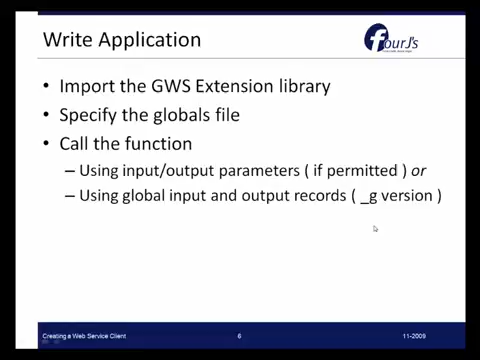 Write Application
fourJ's
• Import the GWS Extension library
• Specify the globals file
• Call the function
– Using input/output parameters ( if permitted ) or
– Using global input and output records ( _g version )
Creating a Web Service Client
6
11-2009